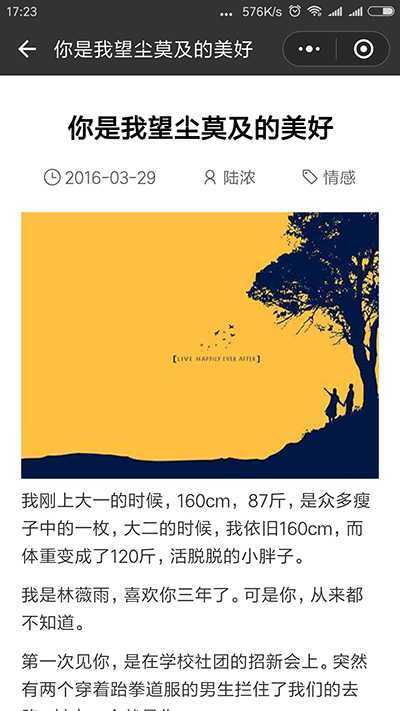 17:23
... 576K/s
你是我望尘莫及的美好
你是我望尘莫及的美好
2016-03-29 陆浓 情感
[LIVE HAPPILY EVER AFTER]
我刚上大一的时候，160cm，87斤，是众多瘦
子中的一枚，大二的时候，我依旧160cm，而
体重变成了120斤，活脱脱的小胖子。
我是林薇雨，喜欢你三年了。可是你，从来都
不知道。
第一次见你，是在学校社团的招新会上。突然
有两个穿着跆拳道服的男生拦住了我们的去